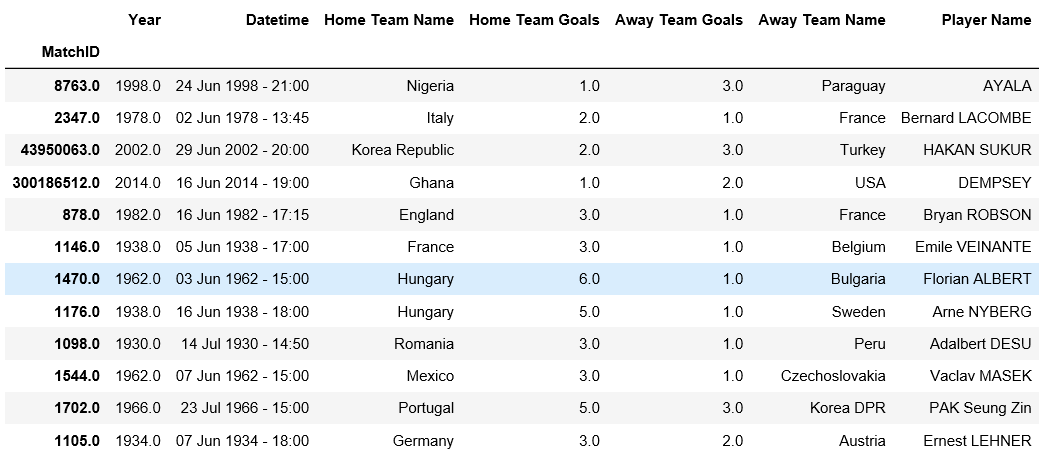 Year Datetime Home Team Name Home Team Goals Away Team Goals Away Team Name Player Name
MatchID
8763.0 1998.0 24 Jun 1998 - 21:00 Nigeria 1.0 3.0 Paraguay AYALA
2347.0 1978.0 02 Jun 1978 - 13:45 Italy 2.0 1.0 France Bernard LACOMBE
43950063.0 2002.0 29 Jun 2002 - 20:00 Korea Republic 2.0 3.0 Turkey HAKAN SUKUR
300186512.0 2014.0 16 Jun 2014 - 19:00 Ghana 1.0 2.0 USA DEMPSEY
878.0 1982.0 16 Jun 1982 - 17:15 England 3.0 1.0 France Bryan ROBSON
1146.0 1938.0 05 Jun 1938 - 17:00 France 3.0 1.0 Belgium Emile VEINANTE
1470.0 1962.0 03 Jun 1962 - 15:00 Hungary 6.0 1.0 Bulgaria Florian ALBERT
1176.0 1938.0 16 Jun 1938 - 18:00 Hungary 5.0 1.0 Sweden Arne NYBERG
1098.0 1930.0 14 Jul 1930 - 14:50 Romania 3.0 1.0 Peru Adalbert DESU
1544.0 1962.0 07 Jun 1962 - 15:00 Mexico 3.0 1.0 Czechoslovakia Vaclav MASEK
1702.0 1966.0 23 Jul 1966 - 15:00 Portugal 5.0 3.0 Korea DPR PAK Seung Zin
1105.0 1934.0 07 Jun 1934 - 18:00 Germany 3.0 2.0 Austria Ernest LEHNER